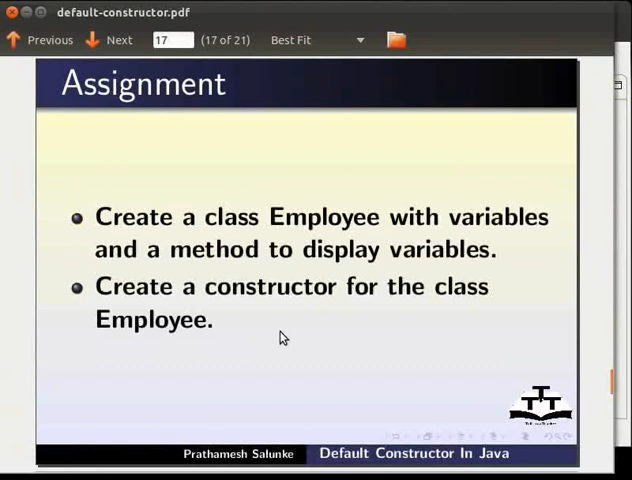 default-constructor.pdf
Previous Next 17 (17 of 21) Best Fit
Assignment
Create a class Employee with variables
and a method to display variables.
Create a constructor for the class
Employee.
Prathamesh Salunke Default Constructor In Java